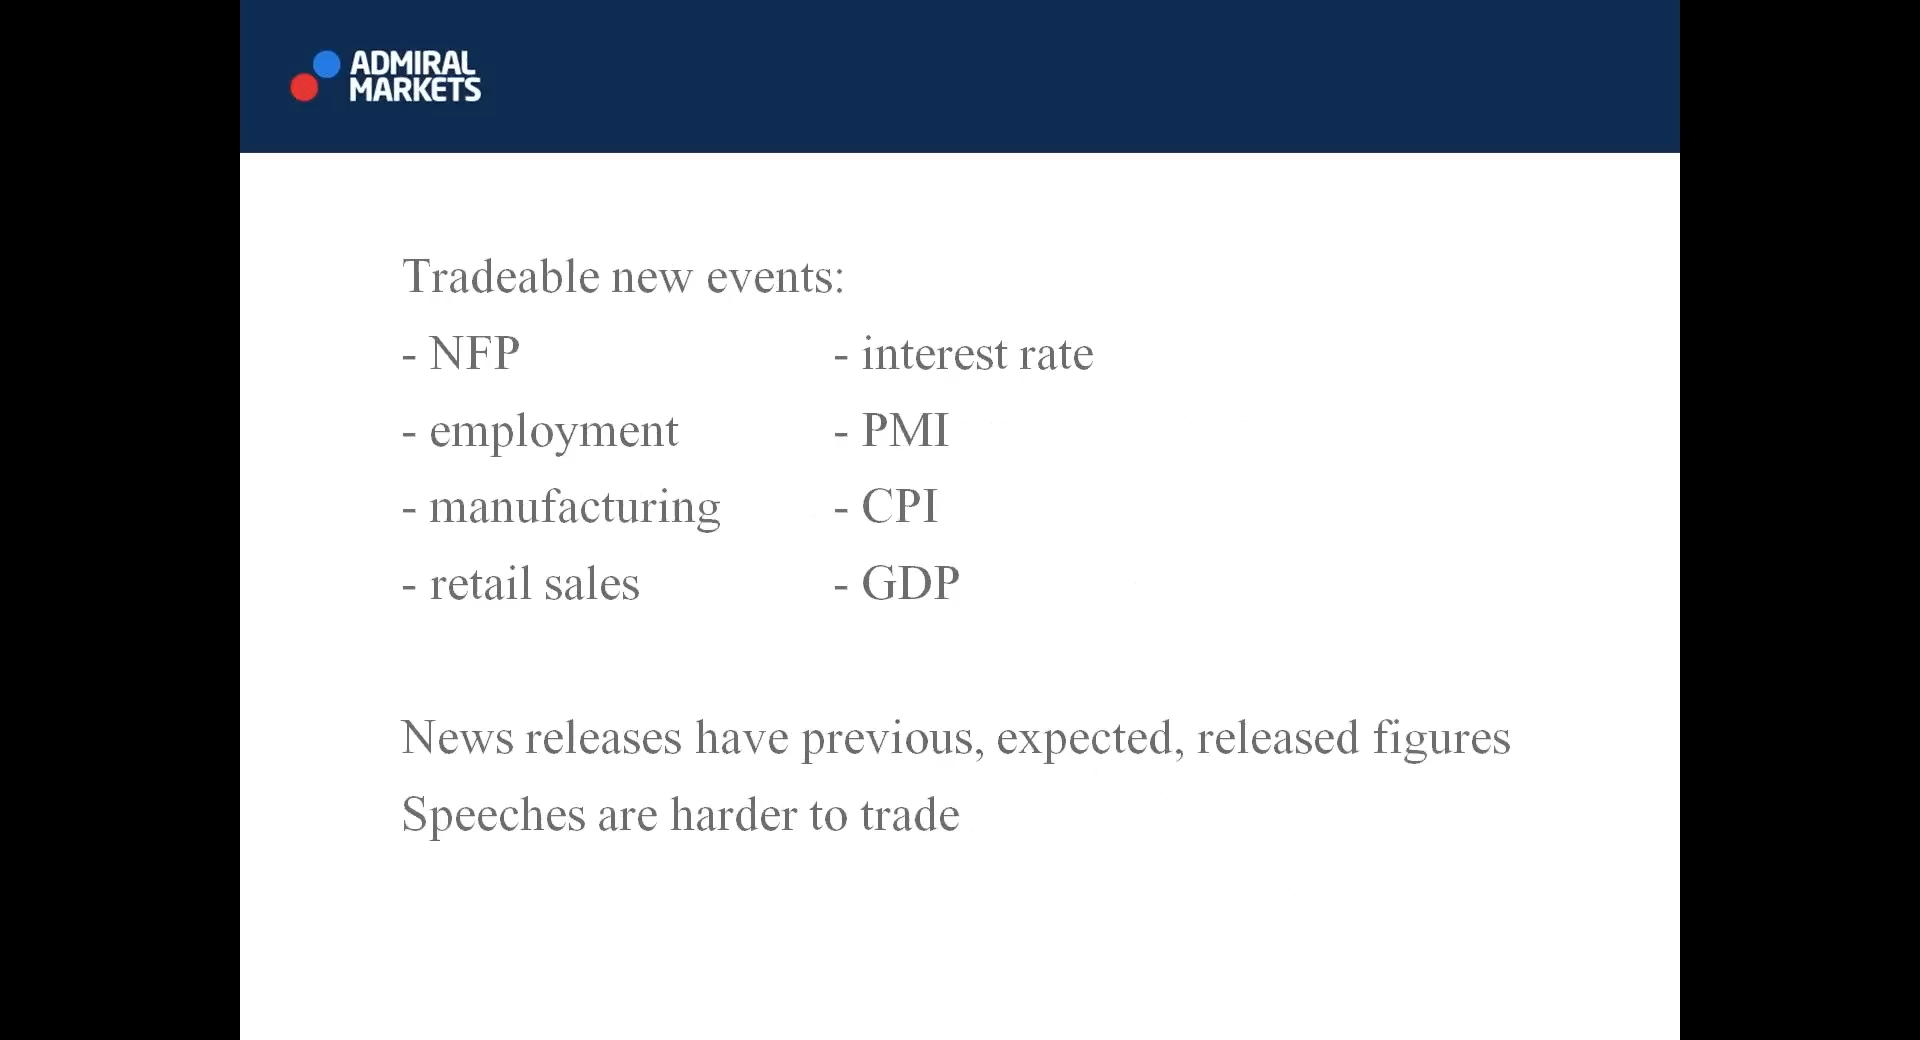 ADMIRAL
MARKETS
Tradeable new events:
- NFP - interest rate
- employment - PMI
- manufacturing - CPI
- retail sales - GDP
News releases have previous, expected, released figures
Speeches are harder to trade